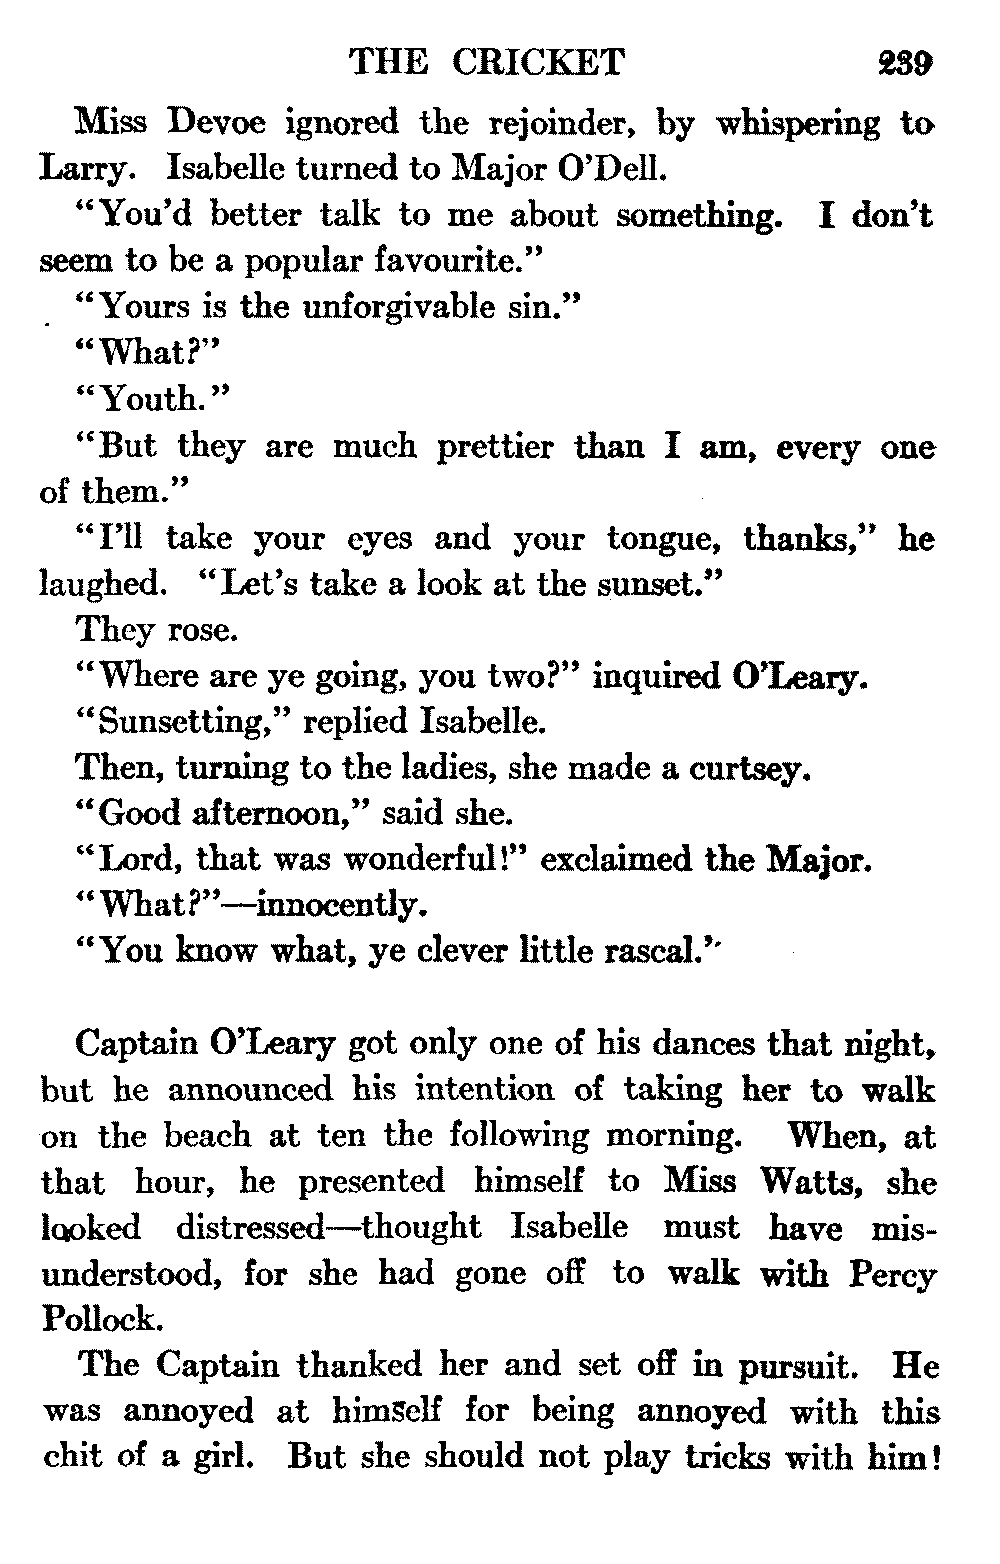 THE CRICKET 239
Miss Devoe ignored the rejoinder, by whispering to
Larry. Isabelle turned to Major O'Dell.
"You'd better talk to me about something. I don't
seem to be a popular favourite."
"Yours is the unforgivable sin."
"What?"
"Youth."
"But they are much prettier than I am, every one
of them."
"I'll take your eyes and your tongue, thanks," he
laughed. "Let's take a look at the sunset."
They rose.
"Where are ye going, you two?" inquired O'Leary.
"Sunsetting," replied Isabelle.
Then, turning to the ladies, she made a curtsey.
"Good afternoon," said she.
"Lord, that was wonderful!" exclaimed the Major.
"What?"—innocently.
"You know what, ye clever little rascal."
Captain O'Leary got only one of his dances that night,
but he announced his intention of taking her to walk
on the beach at ten the following morning. When, at
that hour, he presented himself to Miss Watts, she
looked distressed—thought Isabelle must have mis-
understood, for she had gone off to walk with Percy
Pollock.
The Captain thanked her and set off in pursuit. He
was annoyed at himself for being annoyed with this
chit of a girl. But she should not play tricks with him!